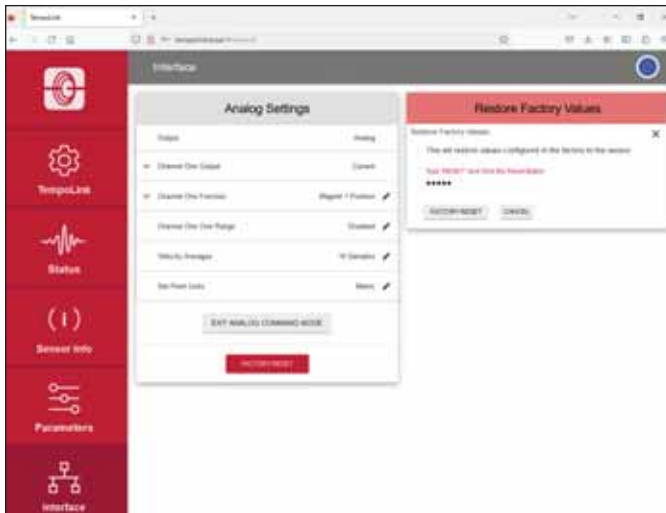 TempoLink
Interface
TempoLink
Status
Sensor Info
Parameters
Interface
Analog Settings
Output Analog
Channel One Output Current
Channel One Function Magnet 1 Position
Channel One Over Range Disabled
Velocity Averages
Set Point Units Metric
EXIT ANALOG COMMAND MODE
FACTORY RESET
Restore Factory Values
Restore Factory Values
This will restore values configured in the factory to the sensor
Type "RESET" and Click the Reset Button
•••••
FACTORY RESET CANCEL